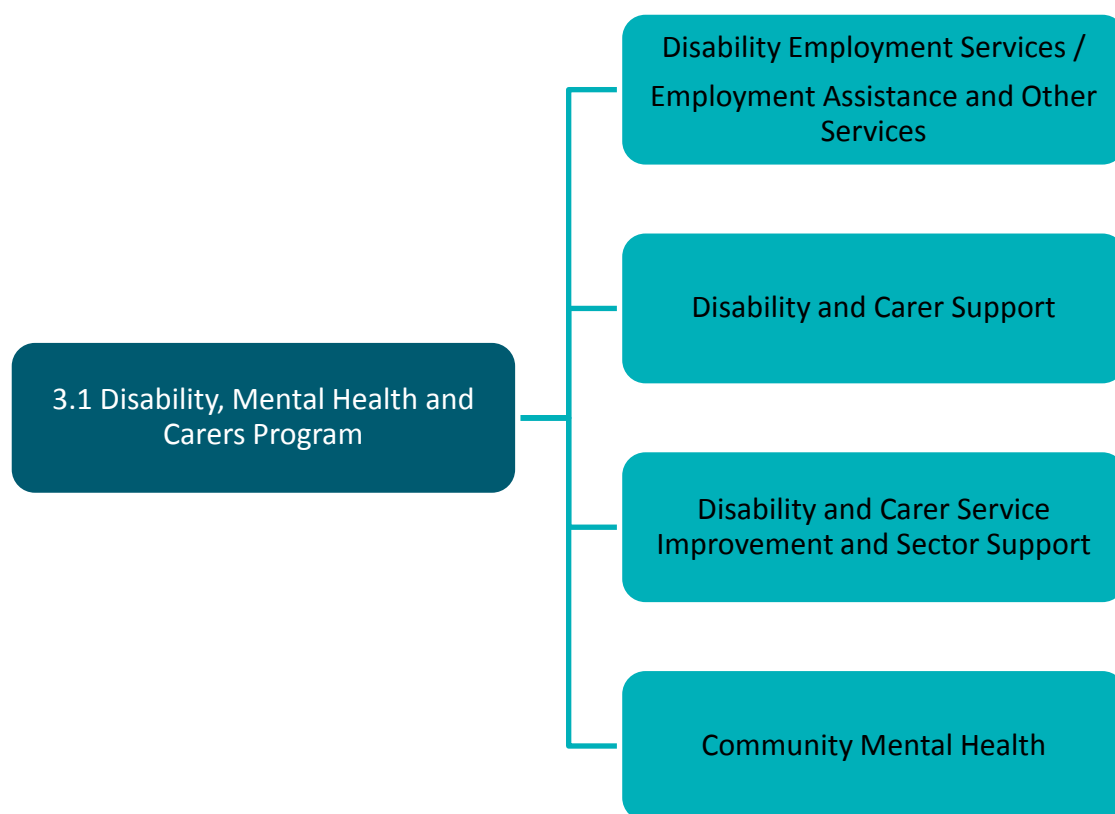 Disability Employment Services /
Employment Assistance and Other
Services
Disability and Carer Support
3.1 Disability, Mental Health and
Carers Program
Disability and Carer Service
Improvement and Sector Support
Community Mental Health